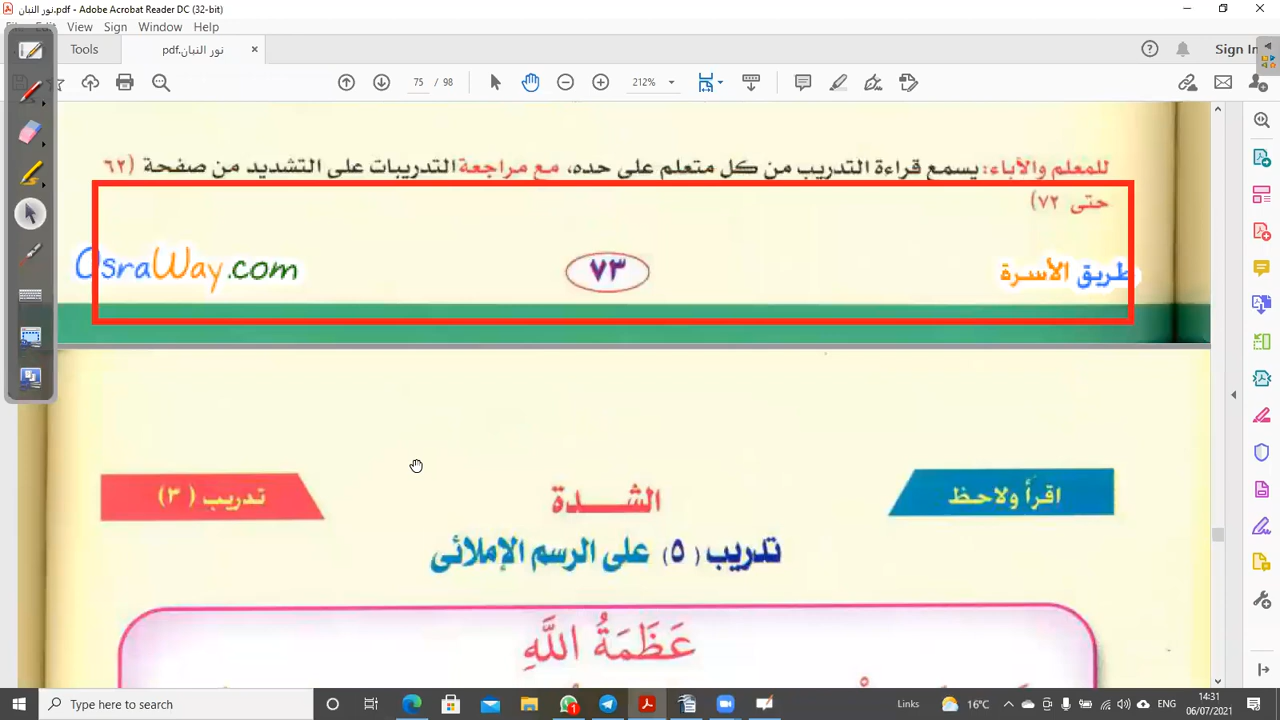 نور النبان.pdf - Adobe Acrobat Reader DC (32-bit)
File Edit View Sign Window Help
Tools
نور النبان.pdf ×
Sign In
75 / 98
212%
للمعلم والآباء: يسمع قراءة التدريب من كل متعلم على حده، مع مراجعة التدريبات على التشديد من صفحة (٦٢
حتى ٧٢)
طريق الأسرة
٧٣
OsraWay.com
اقرأ ولاحظ
الشـــدة
تدريب (٣)
تدريب (٥) على الرسم الإملائى
عَظَمَةُ اللَّهِ
Type here to search
Links
16°C
14:31
06/07/2021